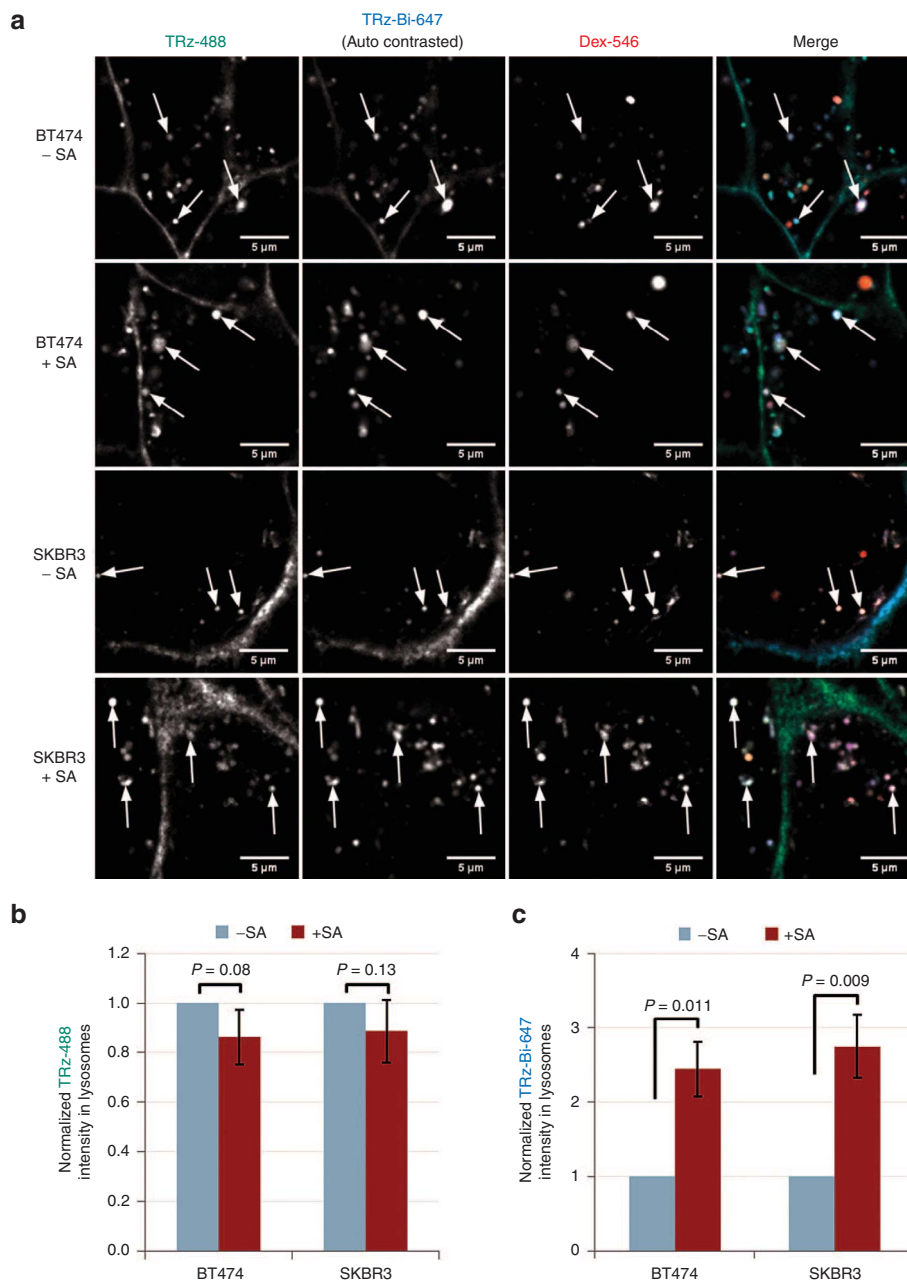 a
TRz-488
TRz-Bi-647
(Auto contrasted)
Dex-546
Merge
BT474
– SA
5 µm
5 µm
5 µm
5 µm
BT474
+ SA
5 µm
5 µm
5 µm
5 µm
SKBR3
– SA
5 µm
5 µm
5 µm
5 µm
SKBR3
+ SA
5 µm
5 µm
5 µm
5 µm
b
–SA +SA
Normalized TRz-488
intensity in lysosomes
1.2
1.0
0.8
0.6
0.4
0.2
0.0
P = 0.08
P = 0.13
BT474
SKBR3
c
–SA +SA
Normalized TRz-Bi-647
intensity in lysosomes
4
3
2
1
0
P = 0.011
P = 0.009
BT474
SKBR3